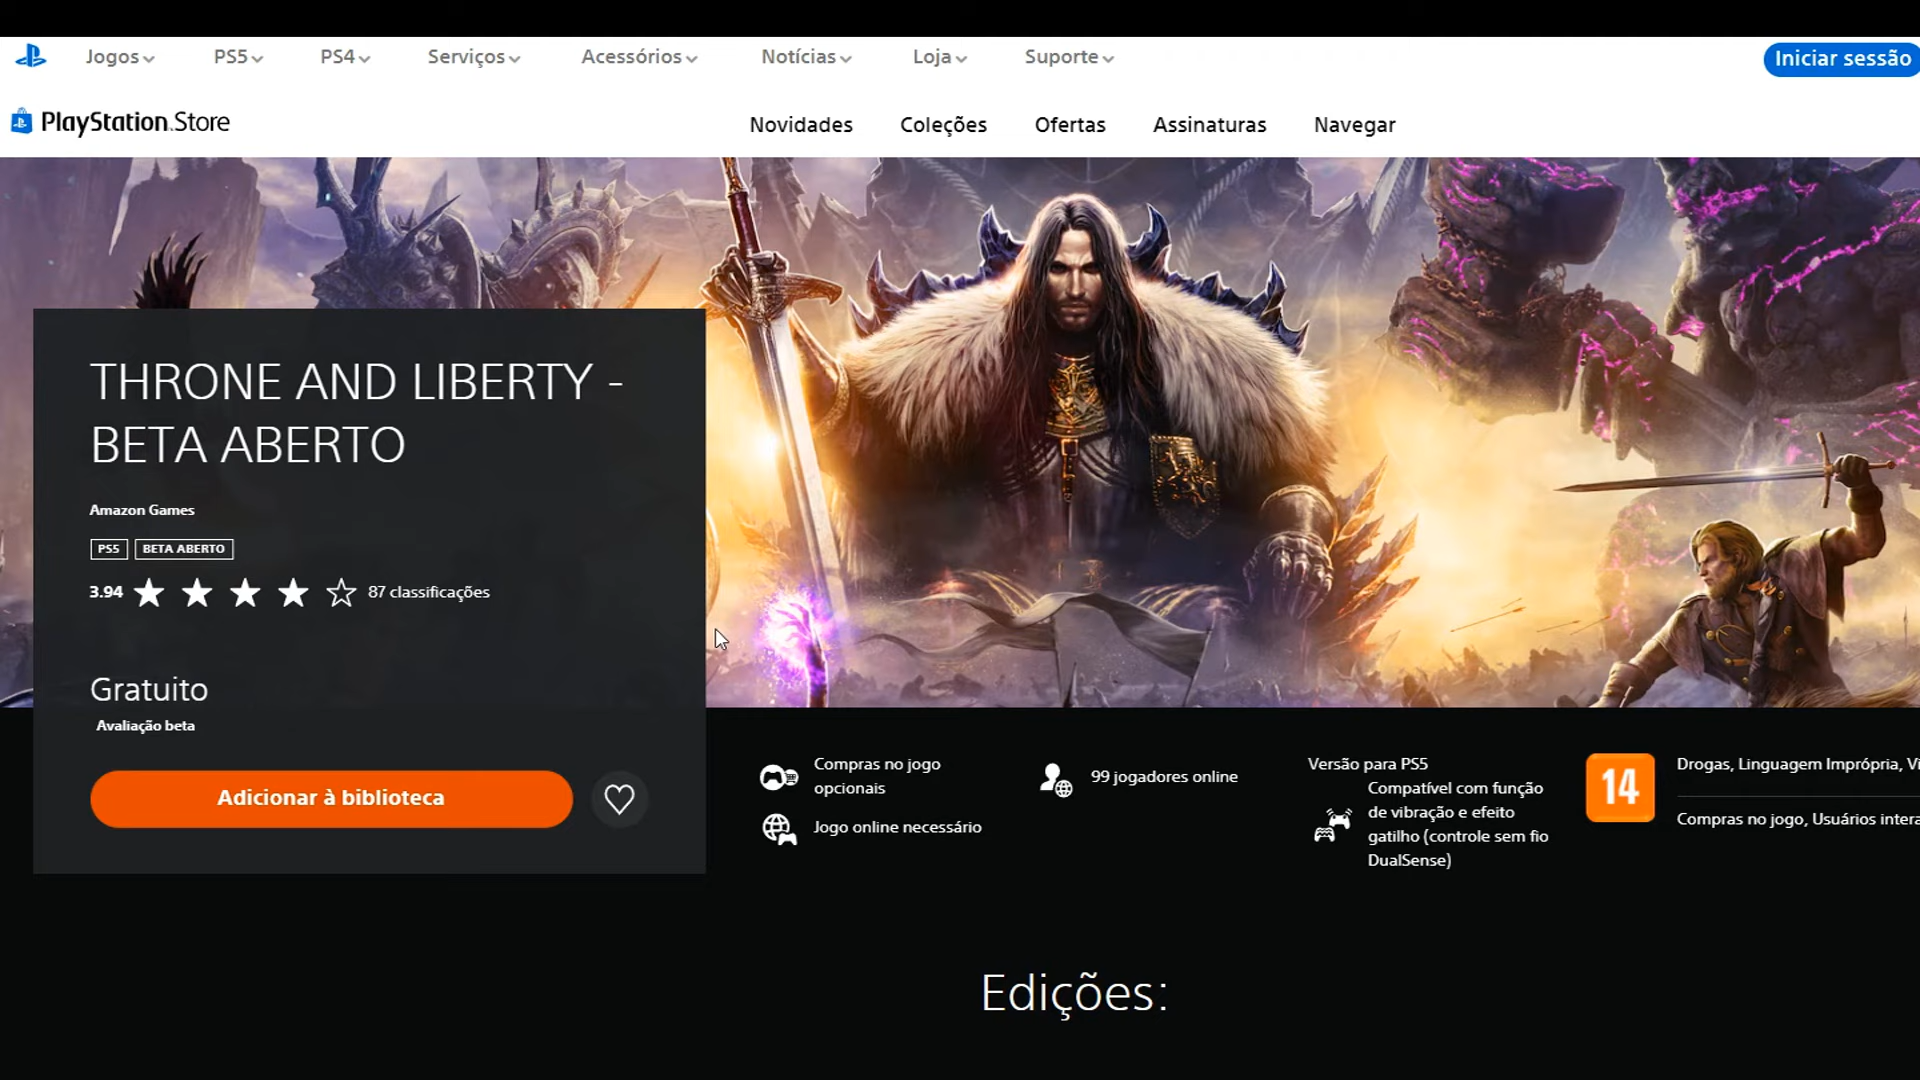 Jogos
PS5
PS4
Serviços
Acessórios
Notícias
Loja
Suporte
Iniciar sessão
PlayStation.Store
Novidades
Coleções
Ofertas
Assinaturas
Navegar
THRONE AND LIBERTY -
BETA ABERTO
Amazon Games
PS5
BETA ABERTO
3.94
87 classificações
Gratuito
Avaliação beta
Adicionar à biblioteca
Compras no jogo
opcionais
Jogo online necessário
99 jogadores online
Versão para PS5
Compatível com função
de vibração e efeito
gatilho (controle sem fio
DualSense)
14
Drogas, Linguagem Imprópria,
Compras no jogo, Usuários
Edições: